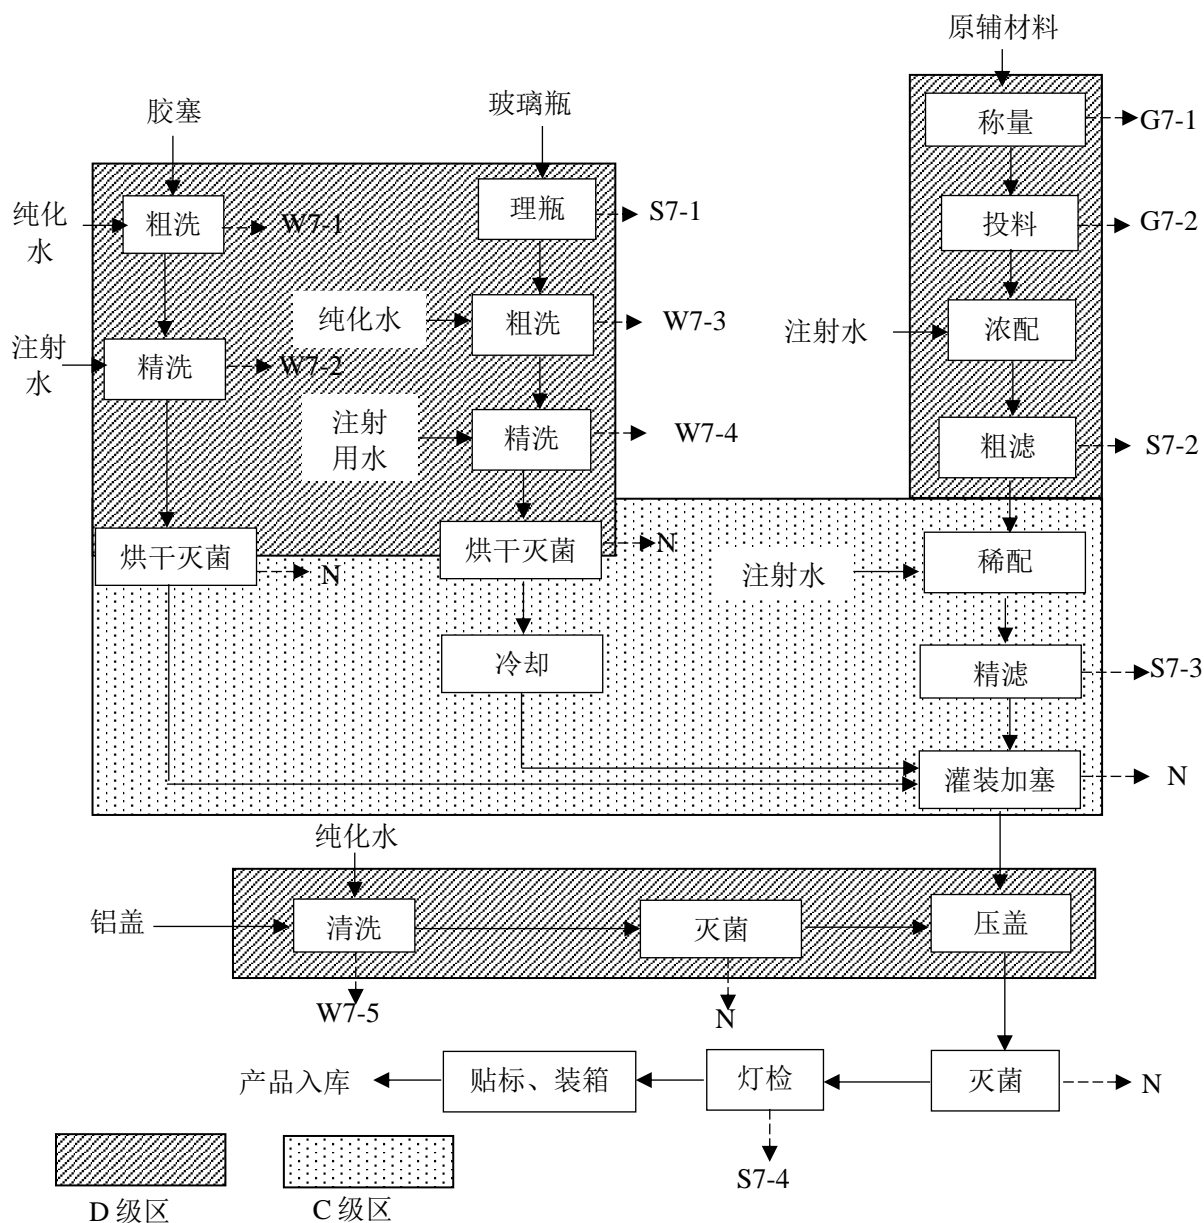 原辅材料
胶塞
玻璃瓶
称量
G7-1
纯化
水
粗洗
W7-1
理瓶
S7-1
投料
G7-2
纯化水
粗洗
W7-3
注射水
浓配
注射
水
精洗
W7-2
注射
用水
精洗
W7-4
粗滤
S7-2
烘干灭菌
N
烘干灭菌
N
注射水
稀配
冷却
精滤
S7-3
灌装加塞
N
纯化水
铝盖
清洗
灭菌
压盖
W7-5
N
产品入库
贴标、装箱
灯检
灭菌
N
S7-4
D 级区
C 级区